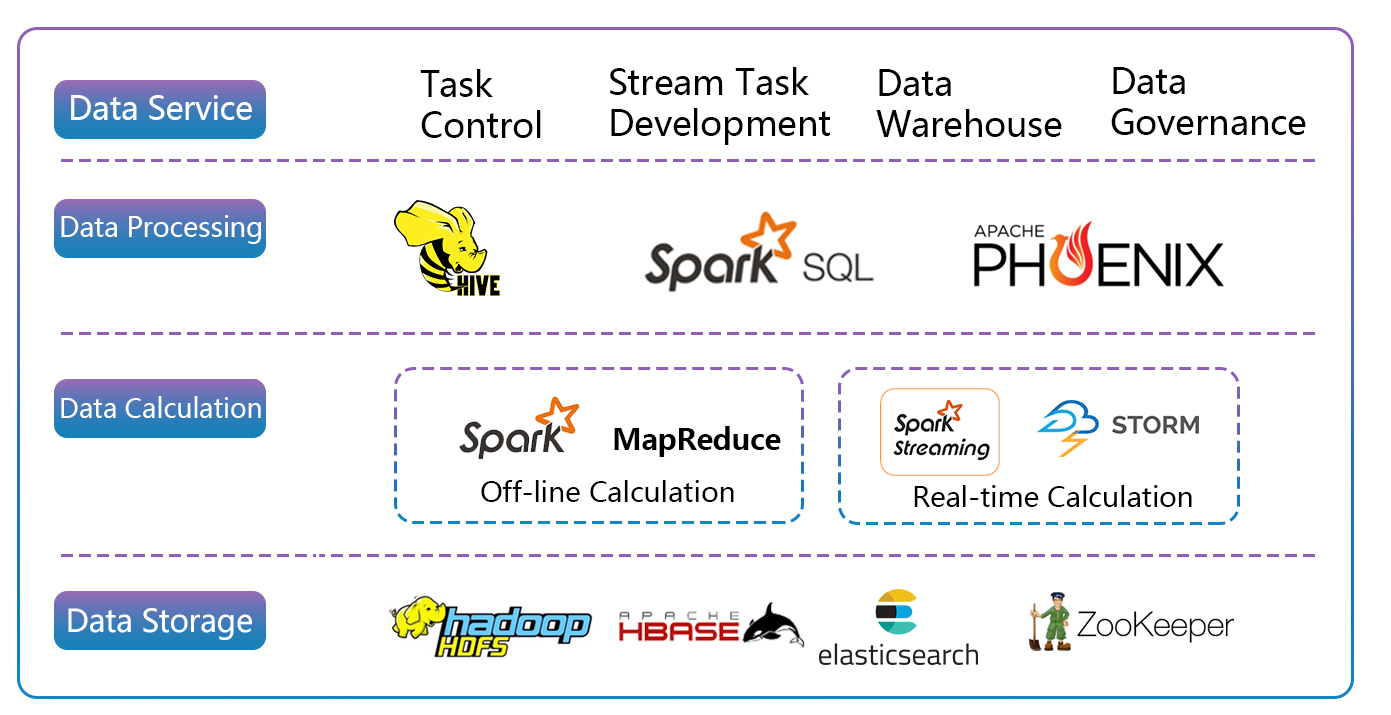 Data Service
Task
Control
Stream Task
Development
Data
Warehouse
Data
Governance
Data Processing
HIVE
Spark SQL
APACHE
PHOENIX
Data Calculation
Spark
MapReduce
Off-line Calculation
Spark
Streaming
STORM
Real-time Calculation
Data Storage
hadoop
HDFS
APACHE
HBASE
elasticsearch
ZooKeeper